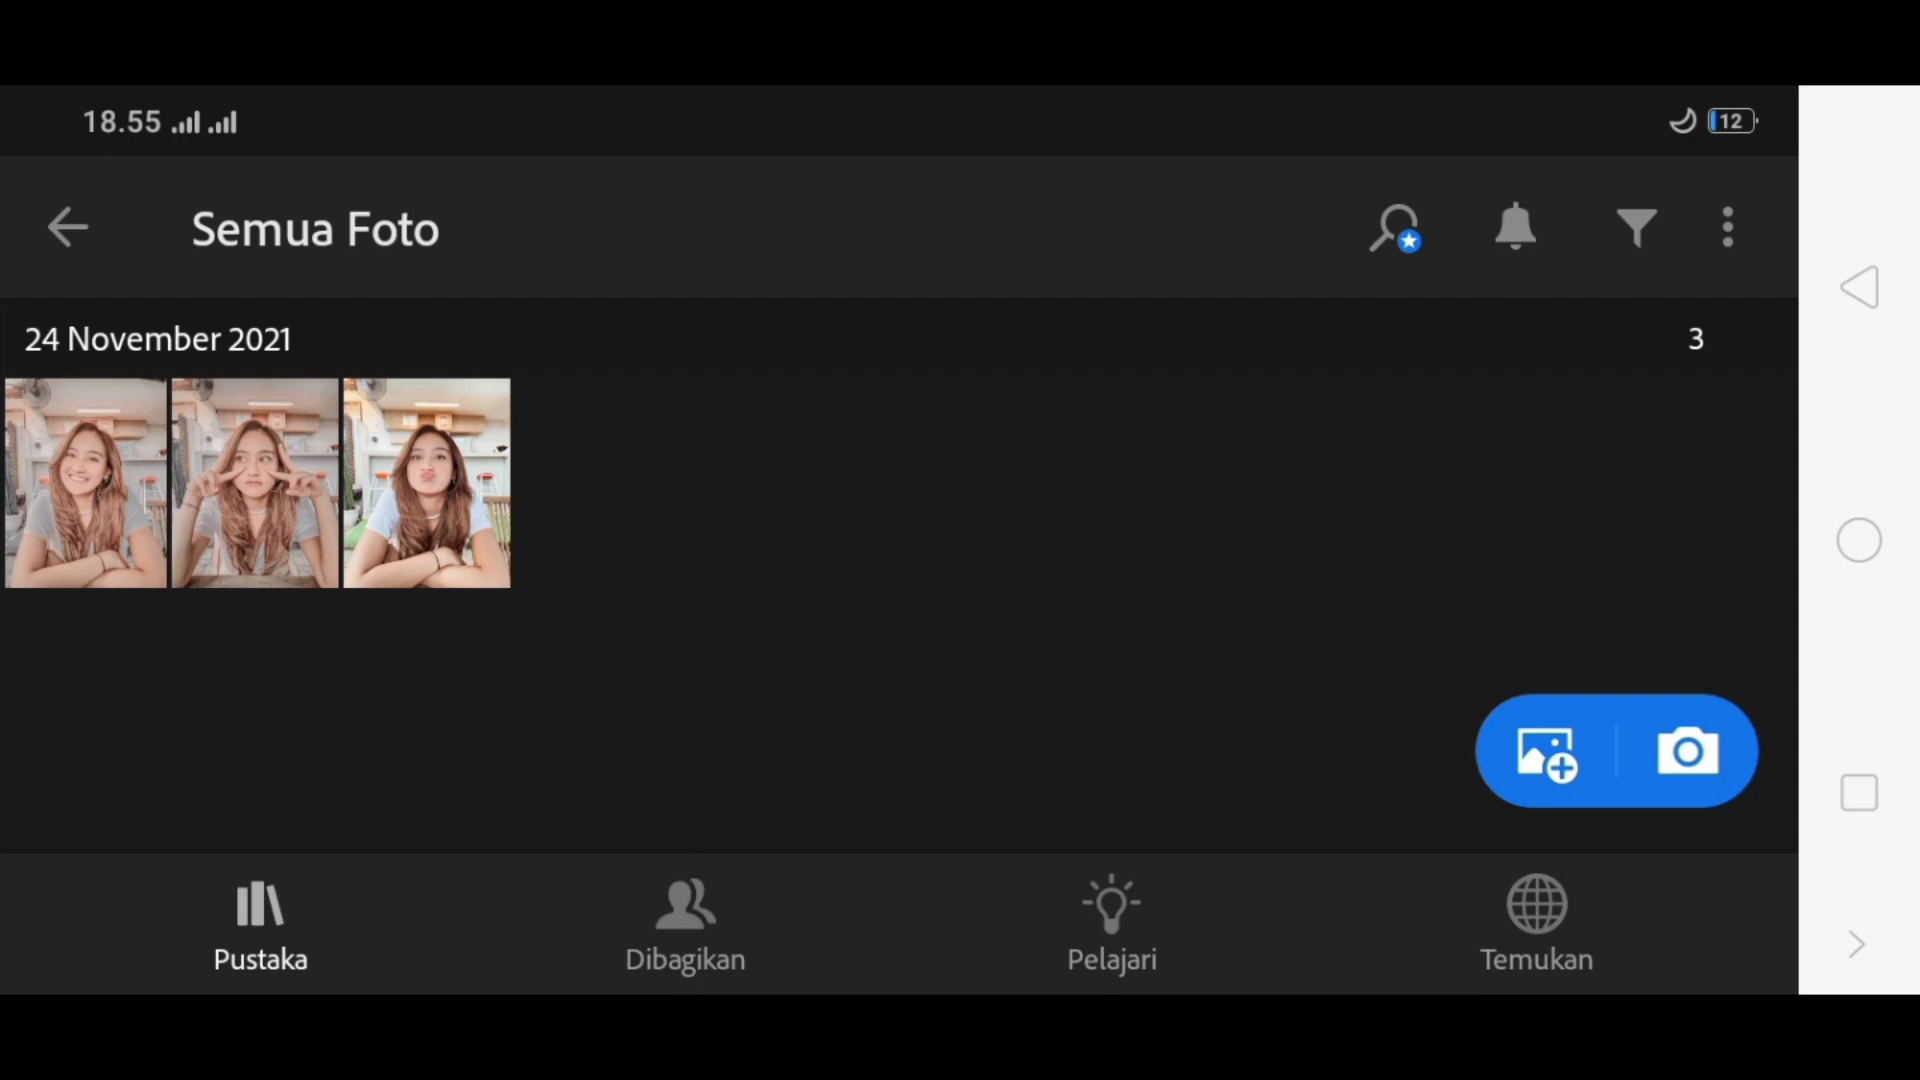 18.55
12
Semua Foto
24 November 2021
3
Pustaka
Dibagikan
Pelajari
Temukan